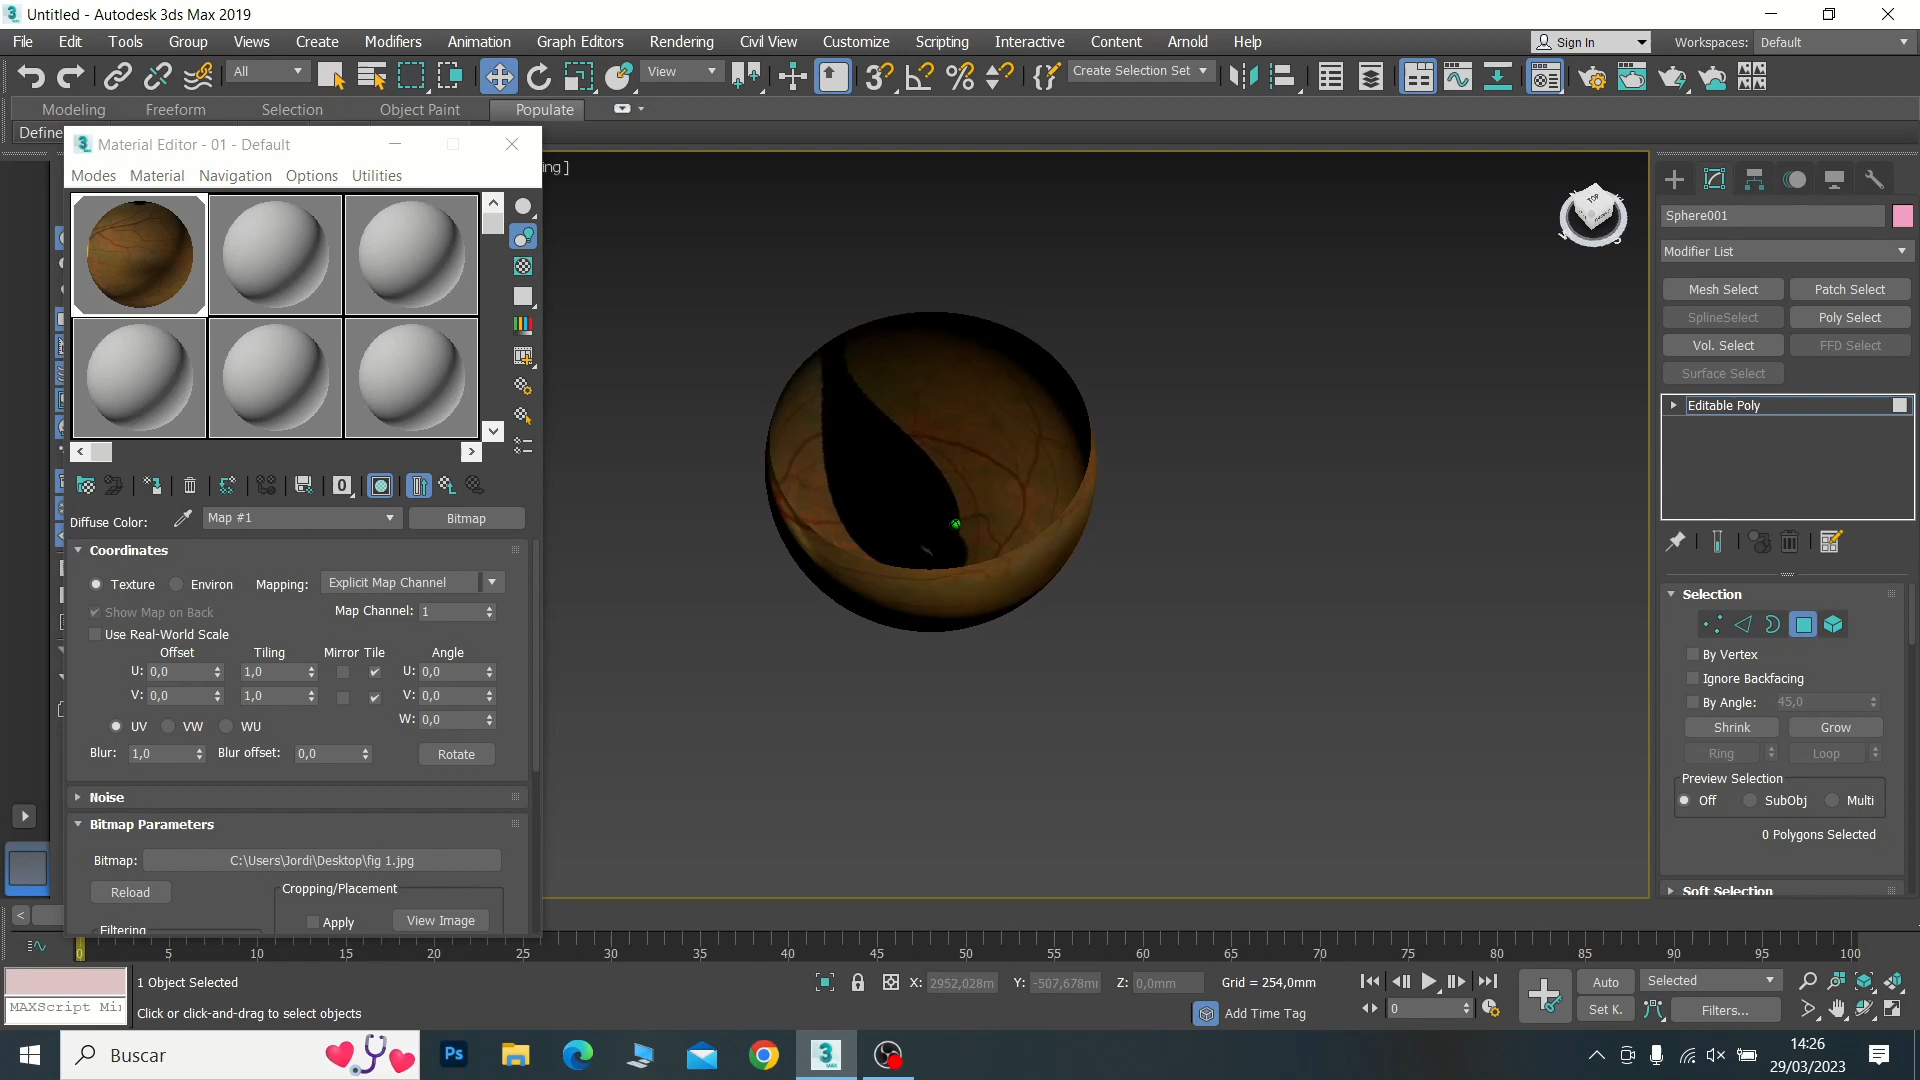 Untitled - Autodesk 3ds Max 2019
File Edit Tools Group Views Create Modifiers Animation Graph Editors Rendering Civil View Customize Scripting Interactive Content Arnold Help
Sign In Workspaces: Default
All View Create Selection Set
Modeling Freeform Selection Object Paint Populate
Define
Material Editor - 01 - Default
Modes Material Navigation Options Utilities
ing ]
TOP
Sphere001
Modifier List
Mesh Select Patch Select
SplineSelect Poly Select
Vol. Select FFD Select
Surface Select
Editable Poly
Diffuse Color: Map #1 Bitmap
Coordinates
Texture Environ Mapping: Explicit Map Channel
Show Map on Back Map Channel: 1
Use Real-World Scale
Offset Tiling Mirror Tile Angle
U: 0,0 1,0 U: 0,0
V: 0,0 1,0 V: 0,0
W: 0,0
UV VW WU
Blur: 1,0 Blur offset: 0,0 Rotate
Noise
Bitmap Parameters
Bitmap: C:\Users\Jordi\Desktop\fig 1.jpg
Reload Cropping/Placement
Apply View Image
Filtering
Selection
By Vertex
Ignore Backfacing
By Angle: 45,0
Shrink Grow
Ring Loop
Preview Selection
Off SubObj Multi
0 Polygons Selected
Soft Selection
0 5 10 15 20 25 30 35 40 45 50 55 60 65 70 75 80 85 90 95 100
1 Object Selected X: 2952,028m Y: -507,678m Z: 0,0mm Grid = 254,0mm Auto Selected
MAXScript Mi
Click or click-and-drag to select objects Add Time Tag 0 Set K. Filters...
Buscar
Ps
3
MAX
14:26
29/03/2023